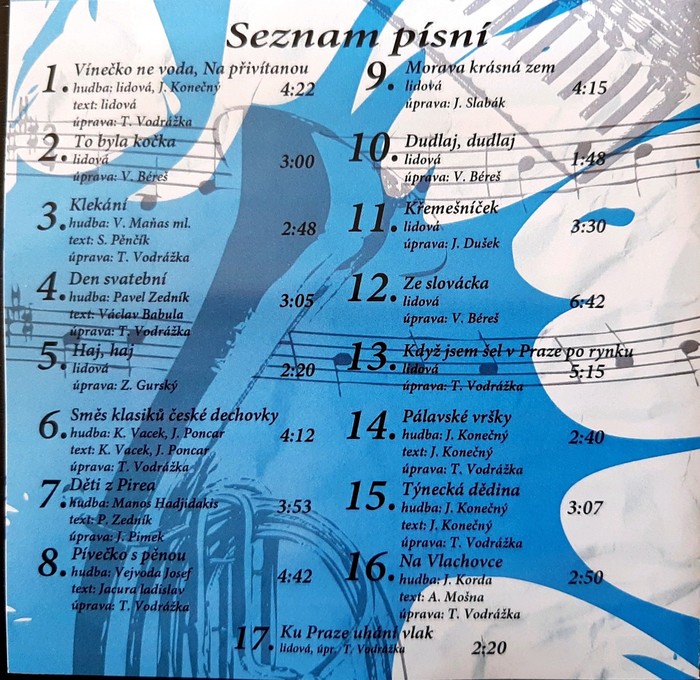 Seznam písní
1. Vínečko ne voda, Na přivítanou
hudba: lidová, J. Konečný 4:22
text: lidová
úprava: T. Vodrážka
2. To byla kočka
lidová 3:00
úprava: V. Béreš
3. Klekání
hudba: V. Maňas ml. 2:48
text: S. Pěnčík
úprava: T. Vodrážka
4. Den svatební
hudba: Pavel Zedník 3:05
text: Václav Babula
úprava: T. Vodrážka
5. Haj, haj
lidová 2:20
úprava: Z. Gurský
6. Směs klasiků české dechovky
hudba: K. Vacek, J. Poncar 4:12
text: K. Vacek, J. Poncar
úprava: T. Vodrážka
7. Děti z Pirea
hudba: Manos Hadjidakis 3:53
text: P. Zedník
úprava: J. Pimek
8. Pívečko s pěnou
hudba: Vejvoda Josef 4:42
text: Jacura ladislav
úprava: T. Vodrážka
9. Morava krásná zem
lidová 4:15
úprava: J. Slabák
10. Dudlaj, dudlaj
lidová 1:48
úprava: V. Béreš
11. Křemešníček
lidová 3:30
úprava: J. Dušek
12. Ze slovácka
lidová 6:42
úprava: V. Béreš
13. Když jsem šel v Praze po rynku
lidová 5:15
úprava: T. Vodrážka
14. Pálavské vršky
hudba: J. Konečný 2:40
text: J. Konečný
úprava: T. Vodrážka
15. Týnecká dědina
hudba: J. Konečný 3:07
text: J. Konečný
úprava: T. Vodrážka
16. Na Vlachovce
hudba: J. Korda 2:50
text: A. Mošna
úprava: T. Vodrážka
17. Ku Praze uhání vlak
lidová, úpr. T. Vodrážka 2:20